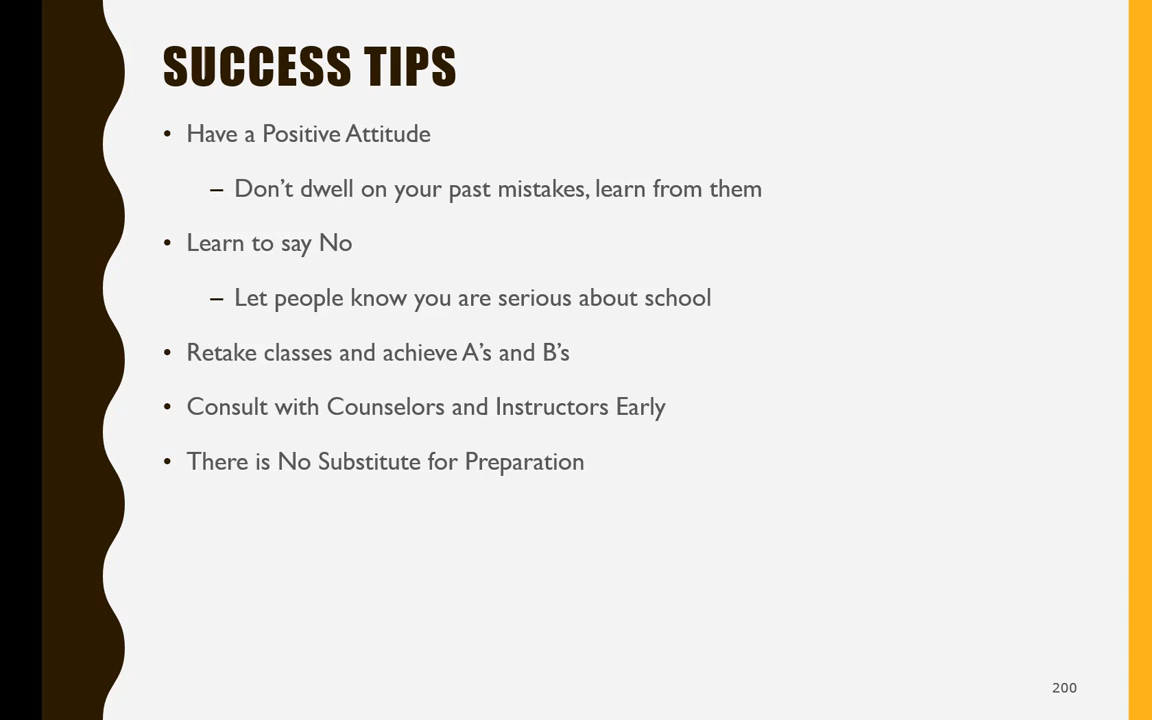 SUCCESS TIPS
• Have a Positive Attitude
– Don’t dwell on your past mistakes, learn from them
• Learn to say No
– Let people know you are serious about school
• Retake classes and achieve A’s and B’s
• Consult with Counselors and Instructors Early
• There is No Substitute for Preparation
200